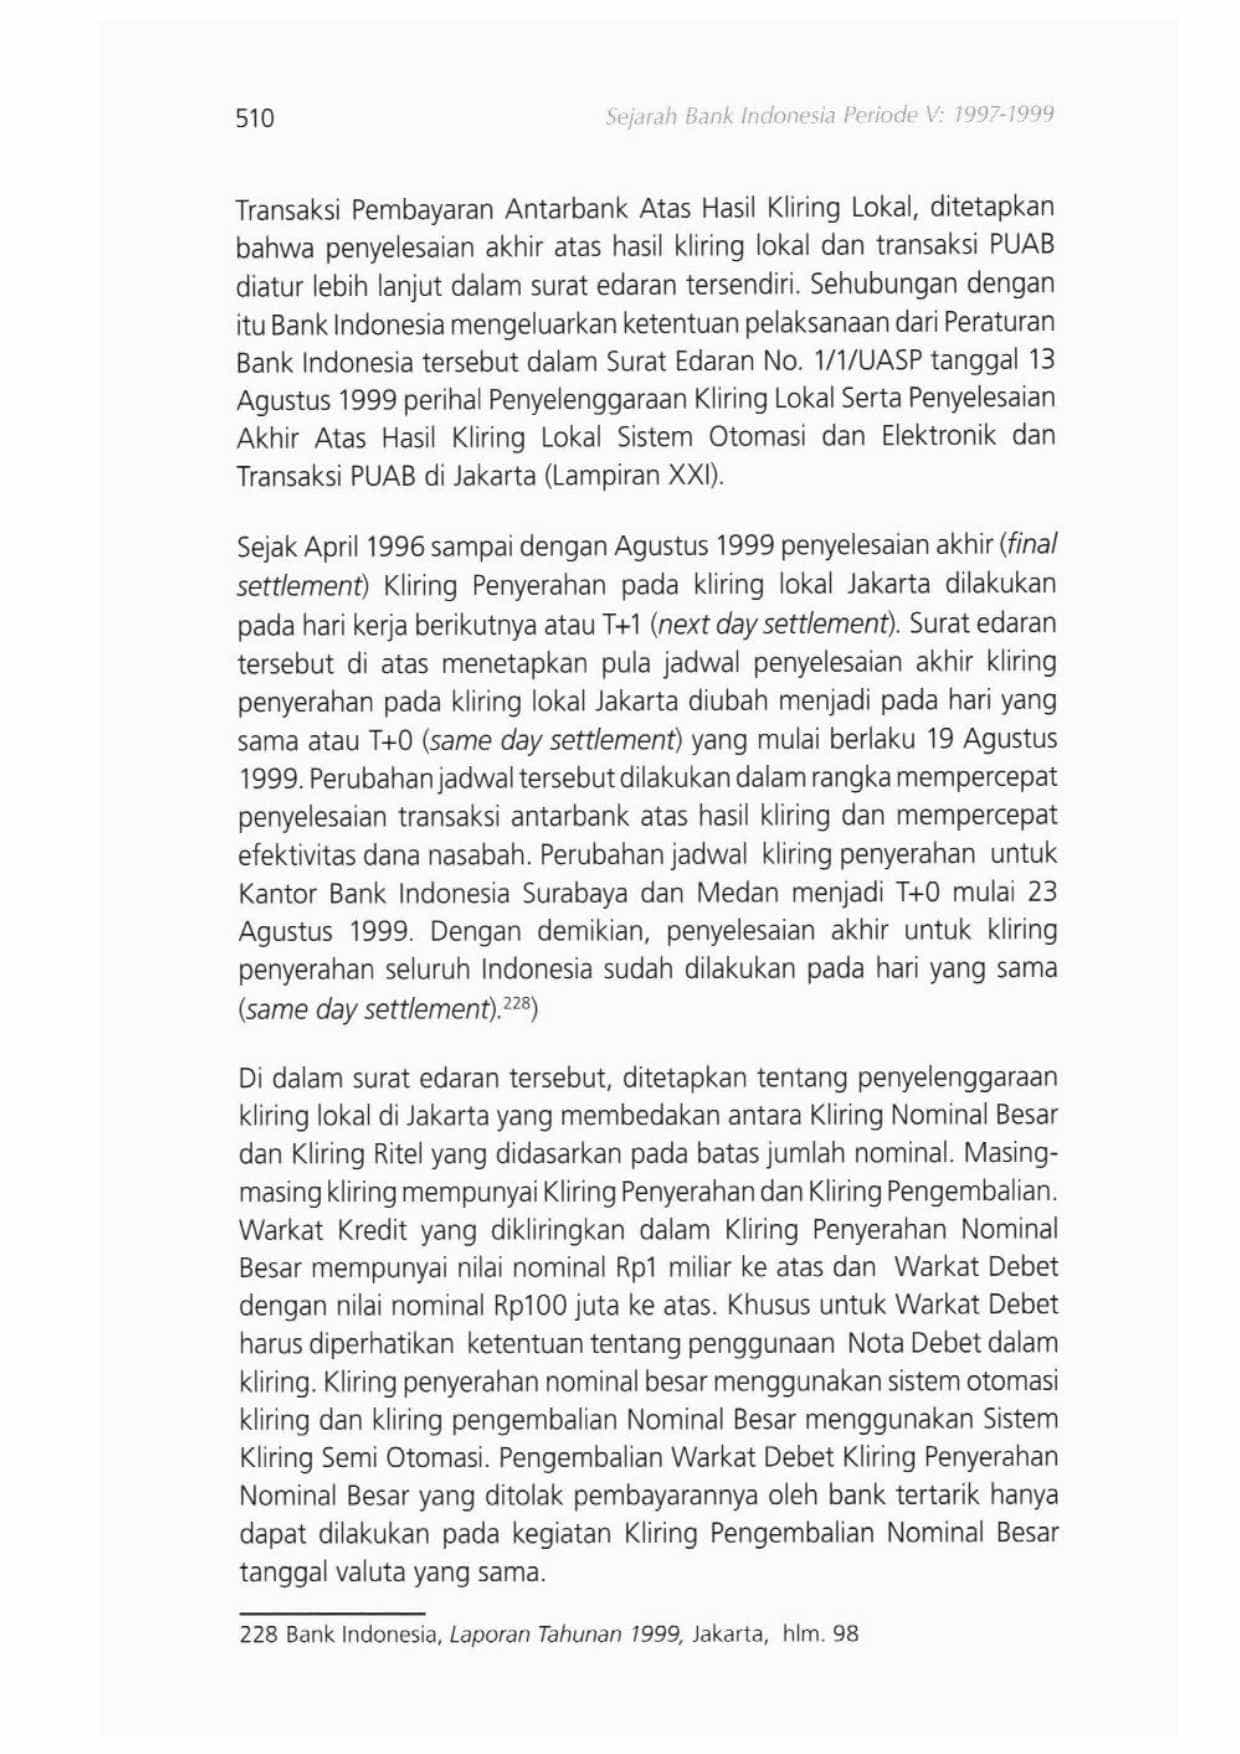 510
Sejarah Bank Indonesia Periode V: 1997-1999
Transaksi Pembayaran Antarbank Atas Hasil Kliring Lokal, ditetapkan
bahwa penyelesaian akhir atas hasil kliring lokal dan transaksi PUAB
diatur lebih lanjut dalam surat edaran tersendiri. Sehubungan dengan
itu Bank Indonesia mengeluarkan ketentuan pelaksanaan dari Peraturan
Bank Indonesia tersebut dalam Surat Edaran No. 1/1/UASP tanggal 13
Agustus 1999 perihal Penyelenggaraan Kliring Lokal Serta Penyelesaian
Akhir Atas Hasil Kliring Lokal Sistem Otomasi dan Elektronik dan
Transaksi PUAB di Jakarta (Lampiran XXI).
Sejak April 1996 sampai dengan Agustus 1999 penyelesaian akhir (final
settlement) Kliring Penyerahan pada kliring lokal Jakarta dilakukan
pada hari kerja berikutnya atau T+1 (next day settlement). Surat edaran
tersebut di atas menetapkan pula jadwal penyelesaian akhir kliring
penyerahan pada kliring lokal Jakarta diubah menjadi pada hari yang
sama atau T+0 (same day settlement) yang mulai berlaku 19 Agustus
1999. Perubahan jadwal tersebut dilakukan dalam rangka mempercepat
penyelesaian transaksi antarbank atas hasil kliring dan mempercepat
efektivitas dana nasabah. Perubahan jadwal kliring penyerahan untuk
Kantor Bank Indonesia Surabaya dan Medan menjadi T+0 mulai 23
Agustus 1999. Dengan demikian, penyelesaian akhir untuk kliring
penyerahan seluruh Indonesia sudah dilakukan pada hari yang sama
(same day settlement).228)
Di dalam surat edaran tersebut, ditetapkan tentang penyelenggaraan
kliring lokal di Jakarta yang membedakan antara Kliring Nominal Besar
dan Kliring Ritel yang didasarkan pada batas jumlah nominal. Masing-
masing kliring mempunyai Kliring Penyerahan dan Kliring Pengembalian.
Warkat Kredit yang dikliringkan dalam Kliring Penyerahan Nominal
Besar mempunyai nilai nominal Rp1 miliar ke atas dan Warkat Debet
dengan nilai nominal Rp100 juta ke atas. Khusus untuk Warkat Debet
harus diperhatikan ketentuan tentang penggunaan Nota Debet dalam
kliring. Kliring penyerahan nominal besar menggunakan sistem otomasi
kliring dan kliring pengembalian Nominal Besar menggunakan Sistem
Kliring Semi Otomasi. Pengembalian Warkat Debet Kliring Penyerahan
Nominal Besar yang ditolak pembayarannya oleh bank tertarik hanya
dapat dilakukan pada kegiatan Kliring Pengembalian Nominal Besar
tanggal valuta yang sama.
228 Bank Indonesia, Laporan Tahunan 1999, Jakarta, hlm. 98